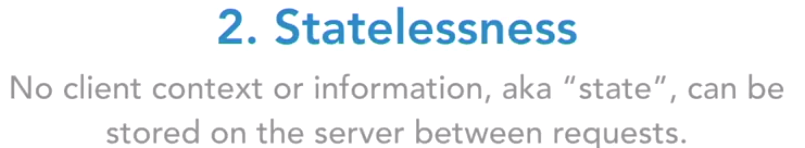 2. Statelessness
No client context or information, aka “state”, can be
stored on the server between requests.